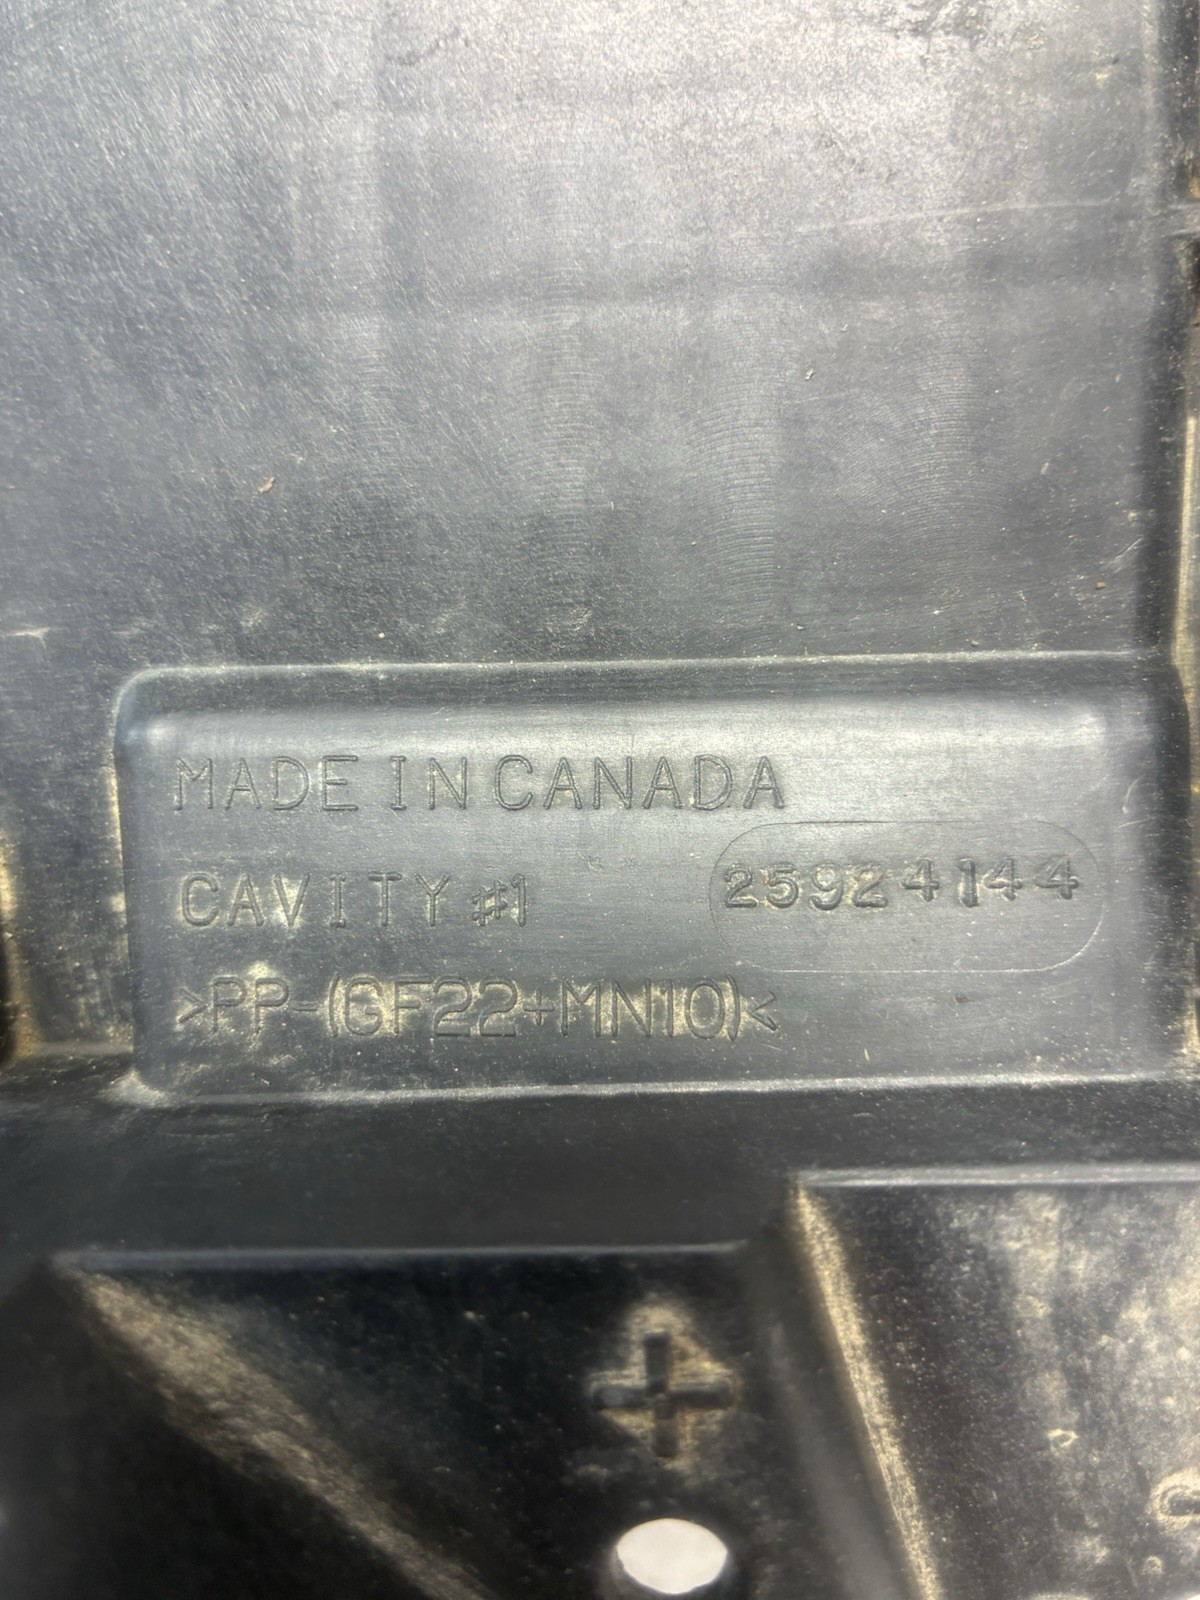 MADE IN CANADA
CAVITY #1 25924144
>PP-(GF22+MN10)<
+